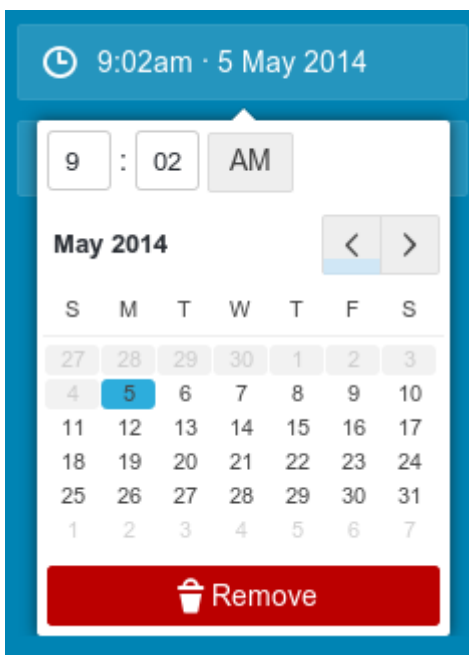 9:02am · 5 May 2014
9 : 02 AM
May 2014
S M T W T F S
27 28 29 30 1 2 3
4 5 6 7 8 9 10
11 12 13 14 15 16 17
18 19 20 21 22 23 24
25 26 27 28 29 30 31
1 2 3 4 5 6 7
Remove